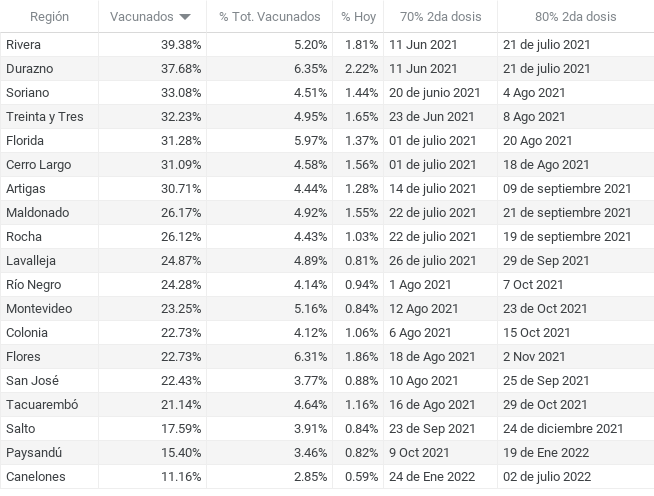 Región Vacunados % Tot. Vacunados % Hoy 70% 2da dosis 80% 2da dosis
Rivera 39.38% 5.20% 1.81% 11 Jun 2021 21 de julio 2021
Durazno 37.68% 6.35% 2.22% 11 Jun 2021 21 de julio 2021
Soriano 33.08% 4.51% 1.44% 20 de junio 2021 4 Ago 2021
Treinta y Tres 32.23% 4.95% 1.65% 23 de Jun 2021 8 Ago 2021
Florida 31.28% 5.97% 1.37% 01 de julio 2021 20 Ago 2021
Cerro Largo 31.09% 4.58% 1.56% 01 de julio 2021 18 de Ago 2021
Artigas 30.71% 4.44% 1.28% 14 de julio 2021 09 de septiembre 2021
Maldonado 26.17% 4.92% 1.55% 22 de julio 2021 21 de septiembre 2021
Rocha 26.12% 4.43% 1.03% 22 de julio 2021 19 de septiembre 2021
Lavalleja 24.87% 4.89% 0.81% 26 de julio 2021 29 de Sep 2021
Río Negro 24.28% 4.14% 0.94% 1 Ago 2021 7 Oct 2021
Montevideo 23.25% 5.16% 0.84% 12 Ago 2021 23 de Oct 2021
Colonia 22.73% 4.12% 1.06% 6 Ago 2021 15 Oct 2021
Flores 22.73% 6.31% 1.86% 18 de Ago 2021 2 Nov 2021
San José 22.43% 3.77% 0.88% 10 Ago 2021 25 de Sep 2021
Tacuarembó 21.14% 4.64% 1.16% 16 de Ago 2021 29 de Oct 2021
Salto 17.59% 3.91% 0.84% 23 de Sep 2021 24 de diciembre 2021
Paysandú 15.40% 3.46% 0.82% 9 Oct 2021 19 de Ene 2022
Canelones 11.16% 2.85% 0.59% 24 de Ene 2022 02 de julio 2022